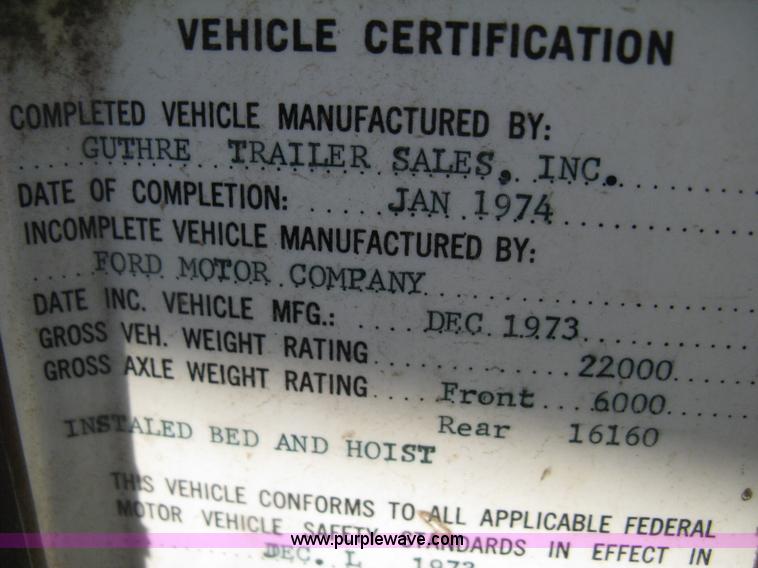 VEHICLE CERTIFICATION
COMPLETED VEHICLE MANUFACTURED BY:
GUTHRE TRAILER SALES, INC.
DATE OF COMPLETION: JAN 1974
INCOMPLETE VEHICLE MANUFACTURED BY:
FORD MOTOR COMPANY
DATE INC. VEHICLE MFG.: DEC 1973
GROSS VEH. WEIGHT RATING 22000
GROSS AXLE WEIGHT RATING Front 6000
Rear 16160
INSTALED BED AND HOIST
THIS VEHICLE CONFORMS TO ALL APPLICABLE FEDERAL
MOTOR VEHICLE SAFETY STANDARDS IN EFFECT IN
www.purplewave.com
DEC. 1973